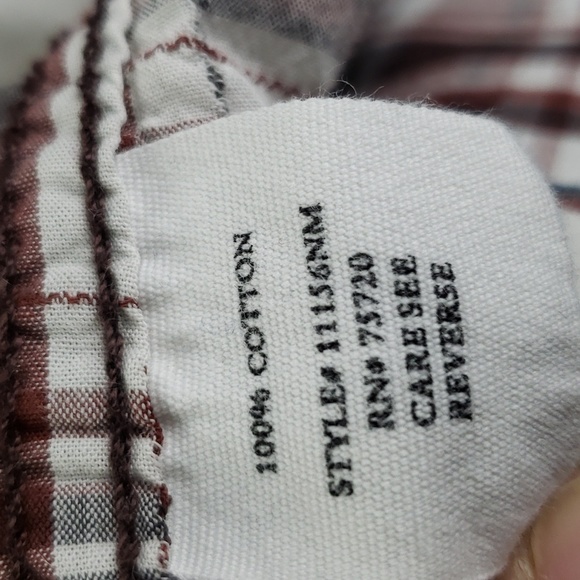 100% COTTON
STYLE# 11156NM
RN# 75720
CARE SEE
REVERSE